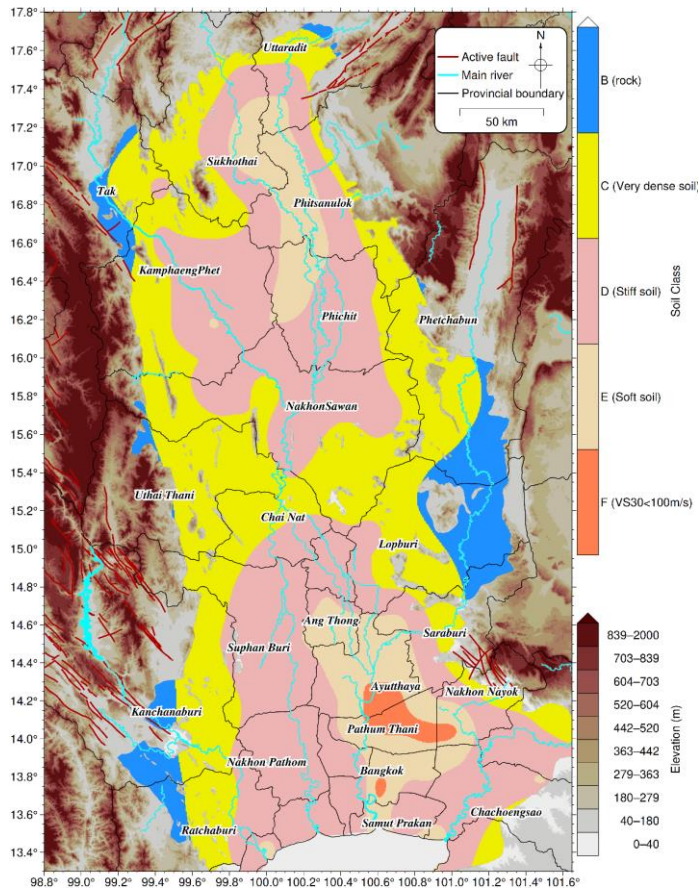 17.8°
17.6°
17.4°
17.2°
17.0°
16.8°
16.6°
16.4°
16.2°
16.0°
15.8°
15.6°
15.4°
15.2°
15.0°
14.8°
14.6°
14.4°
14.2°
14.0°
13.8°
13.6°
13.4°
98.8°
99.0°
99.2°
99.4°
99.6°
99.8°
100.0°
100.2°
100.4°
100.6°
100.8°
101.0°
101.2°
101.4°
101.6°
Active fault
Main river
Provincial boundary
N
50 km
Uttaradit
Sukhothai
Tak
Phitsanulok
KamphaengPhet
Phichit
Phetchabun
NakhonSawan
Uthai Thani
Chai Nat
Lopburi
Ang Thong
Saraburi
Suphan Buri
Ayutthaya
Nakhon Nayok
Kanchanaburi
Pathum Thani
Nakhon Pathom
Bangkok
Chachoengsao
Ratchaburi
Samut Prakan
B (rock)
C (Very dense soil)
D (Stiff soil)
E (Soft soil)
F (VS30<100m/s)
Soil Class
839–2000
703–839
604–703
520–604
442–520
363–442
279–363
180–279
40–180
0–40
Elevation (m)